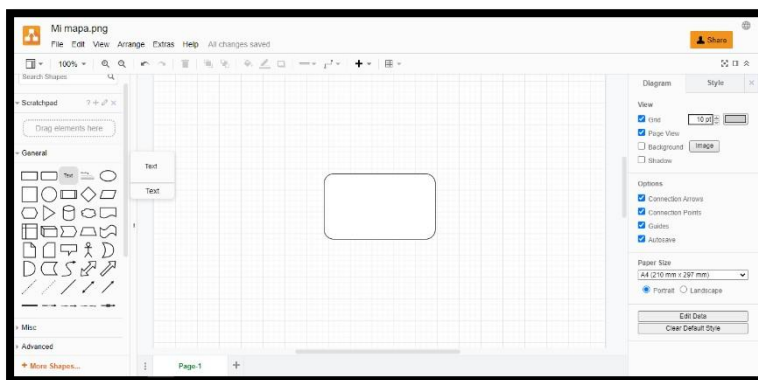 Mi mapa.png
File Edit View Arrange Extras Help All changes saved
Share
100%
Search Shapes
Scratchpad
Drag elements here
General
Text
Text
Text
Misc
Advanced
+ More Shapes...
Page-1
Diagram Style
View
Grid 10 pt
Page View
Background Image
Shadow
Options
Connection Arrows
Connection Points
Guides
Autosave
Paper Size
A4 (210 mm x 297 mm)
Portrait Landscape
Edit Data
Clear Default Style